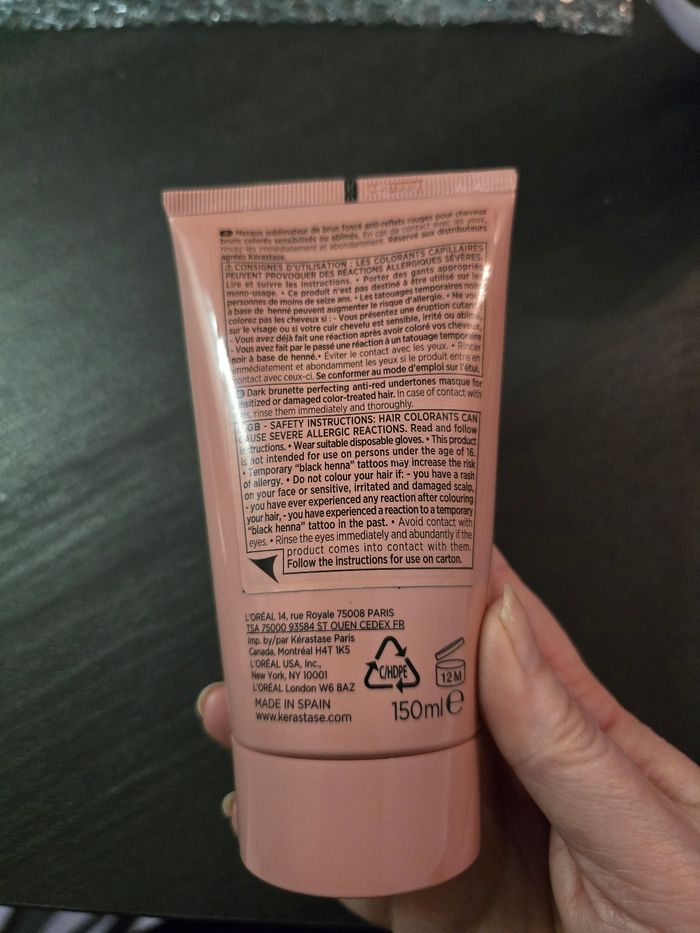 Masque sublimateur de brun foncé anti-reflets rouges pour cheveux
bruns colorés sensibilisés ou abîmés. En cas de contact avec les yeux,
rincez-les immédiatement et abondamment. Réservé aux distributeurs
agréés Kérastase.
CONSIGNES D'UTILISATION : LES COLORANTS CAPILLAIRES
PEUVENT PROVOQUER DES RÉACTIONS ALLERGIQUES SÉVÈRES.
Lire et suivre les instructions. • Porter des gants appropriés
mono-usage. • Ce produit n'est pas destiné à être utilisé sur les
personnes de moins de seize ans. • Les tatouages temporaires noirs
à base de henné peuvent augmenter le risque d'allergie. • Ne vous
colorez pas les cheveux si : - Vous présentez une éruption cutanée
sur le visage ou si votre cuir chevelu est sensible, irrité ou abîmé,
- Vous avez déjà fait une réaction après avoir coloré vos cheveux,
- Vous avez fait par le passé une réaction à un tatouage temporaire
noir à base de henné. • Éviter le contact avec les yeux. • Rincer
immédiatement et abondamment les yeux si le produit entre en
contact avec ceux-ci. Se conformer au mode d'emploi sur l'étui.
Dark brunette perfecting anti-red undertones masque for
sensitized or damaged color-treated hair. In case of contact with
eyes, rinse them immediately and thoroughly.
GB - SAFETY INSTRUCTIONS: HAIR COLORANTS CAN
CAUSE SEVERE ALLERGIC REACTIONS. Read and follow
instructions. • Wear suitable disposable gloves. • This product
is not intended for use on persons under the age of 16.
• Temporary "black henna" tattoos may increase the risk
of allergy. • Do not colour your hair if: - you have a rash
on your face or sensitive, irritated and damaged scalp,
- you have ever experienced any reaction after colouring
your hair, - you have experienced a reaction to a temporary
"black henna" tattoo in the past. • Avoid contact with
eyes. • Rinse the eyes immediately and abundantly if the
product comes into contact with them.
Follow the instructions for use on carton.
L'ORÉAL 14, rue Royale 75008 PARIS
TSA 75000 93584 ST OUEN CEDEX FR
Imp. by/par Kérastase Paris
Canada, Montréal H4T 1K5
L'ORÉAL USA, Inc.,
New York, NY 10001
L'ORÉAL London W6 8AZ
MADE IN SPAIN
www.kerastase.com
C/HDPE
12 M
150ml e